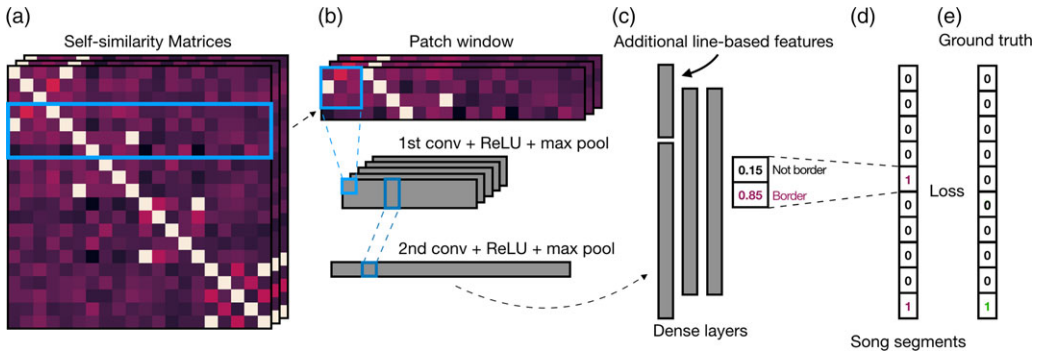 (a)
(b)
(c)
(d)
(e)
Self-similarity Matrices
Patch window
Additional line-based features
Ground truth
1st conv + ReLU + max pool
2nd conv + ReLU + max pool
0.15 Not border
0.85 Border
Dense layers
0
0
0
0
1
0
0
0
0
1
Song segments
Loss
0
0
0
0
0
0
0
0
0
1